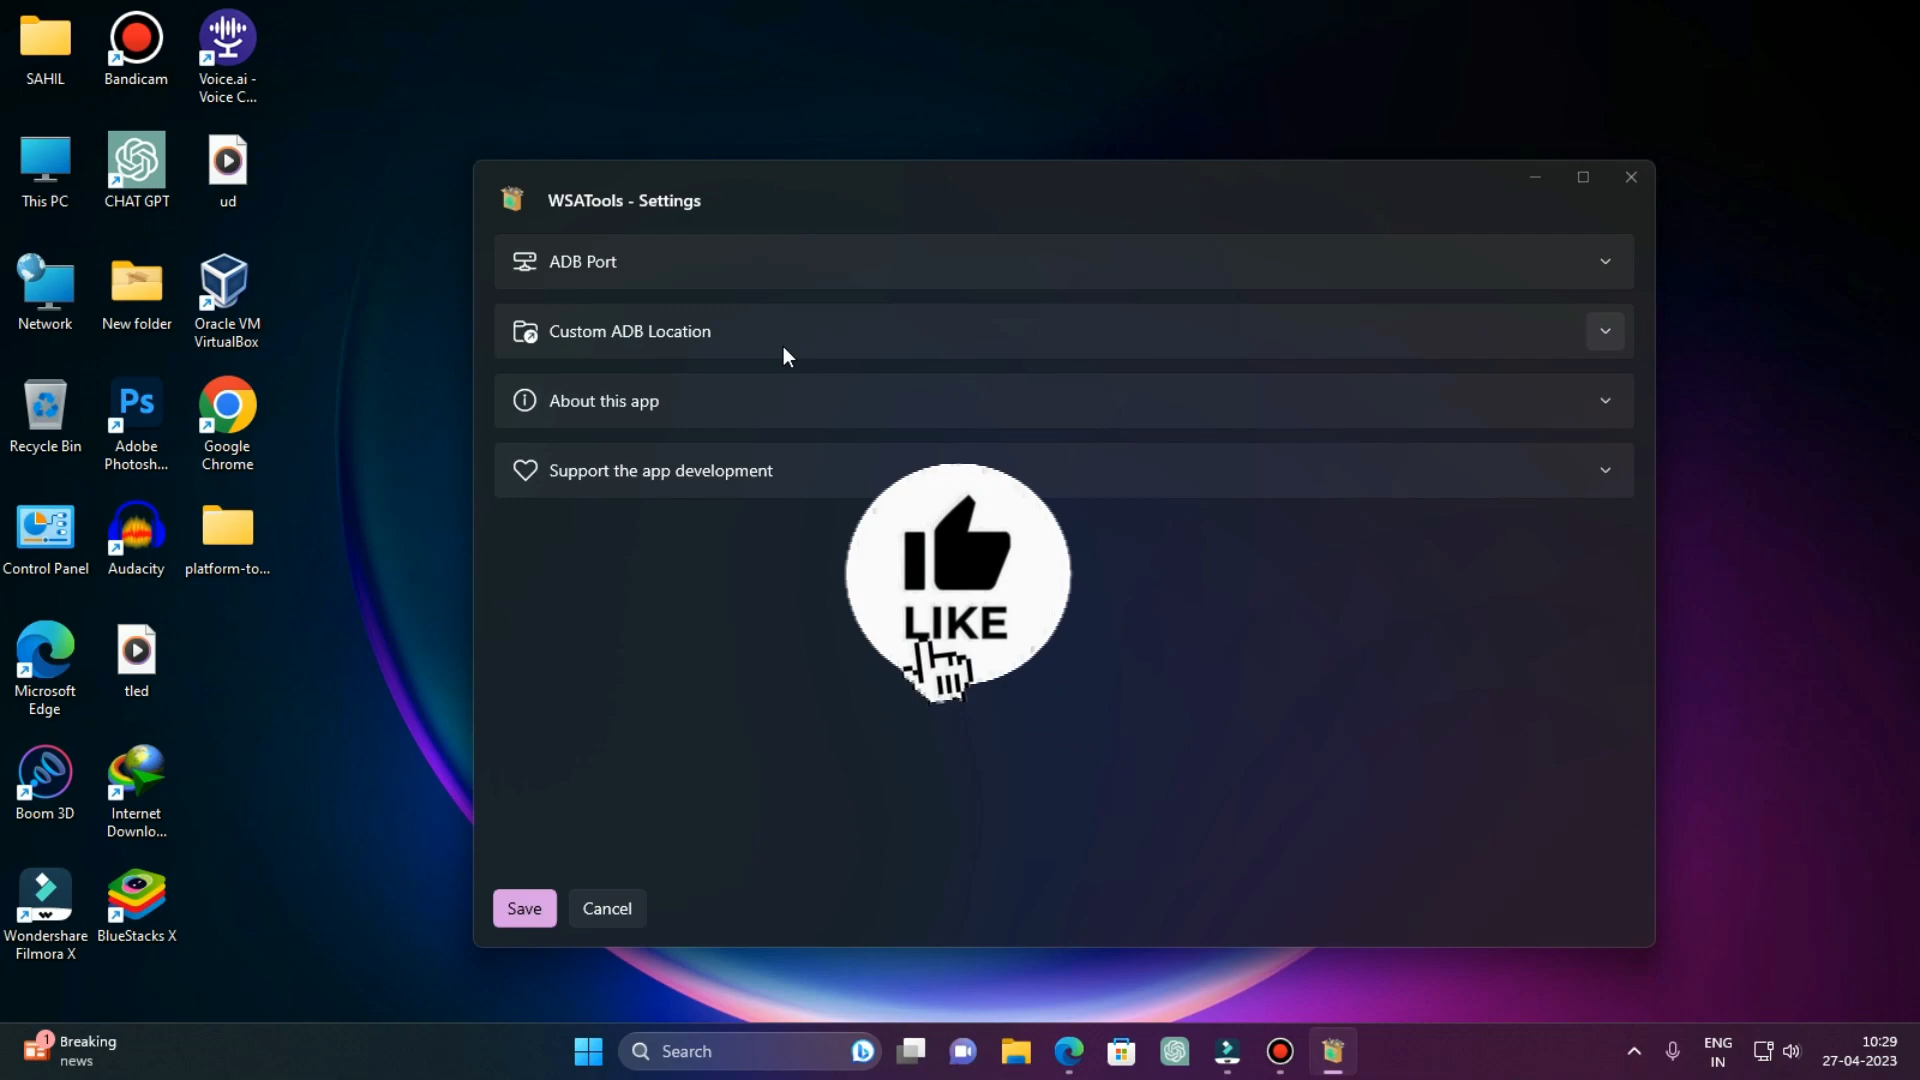 SAHIL
Bandicam
Voice.ai -
Voice C...
This PC
CHAT GPT
ud
Network
New folder
Oracle VM
VirtualBox
Recycle Bin
Ps
Adobe
Photosh...
Google
Chrome
Control Panel
Audacity
platform-to...
Microsoft
Edge
tled
Boom 3D
Internet
Downlo...
Wondershare
Filmora X
BlueStacks X
WSATools - Settings
ADB Port
Custom ADB Location
About this app
Support the app development
LIKE
Save
Cancel
1
Breaking
news
Search
ENG
IN
10:29
27-04-2023